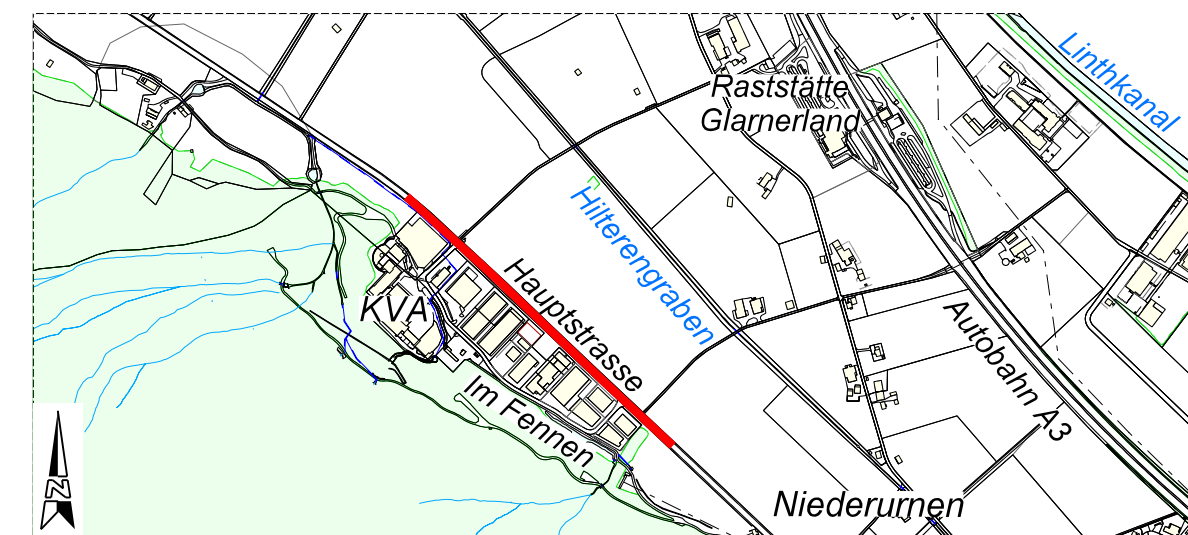 Linthkanal
Raststätte
Glarnerland
Hilterengraben
Hauptstrasse
KVA
Im Fennen
Autobahn A3
Niederurnen
N